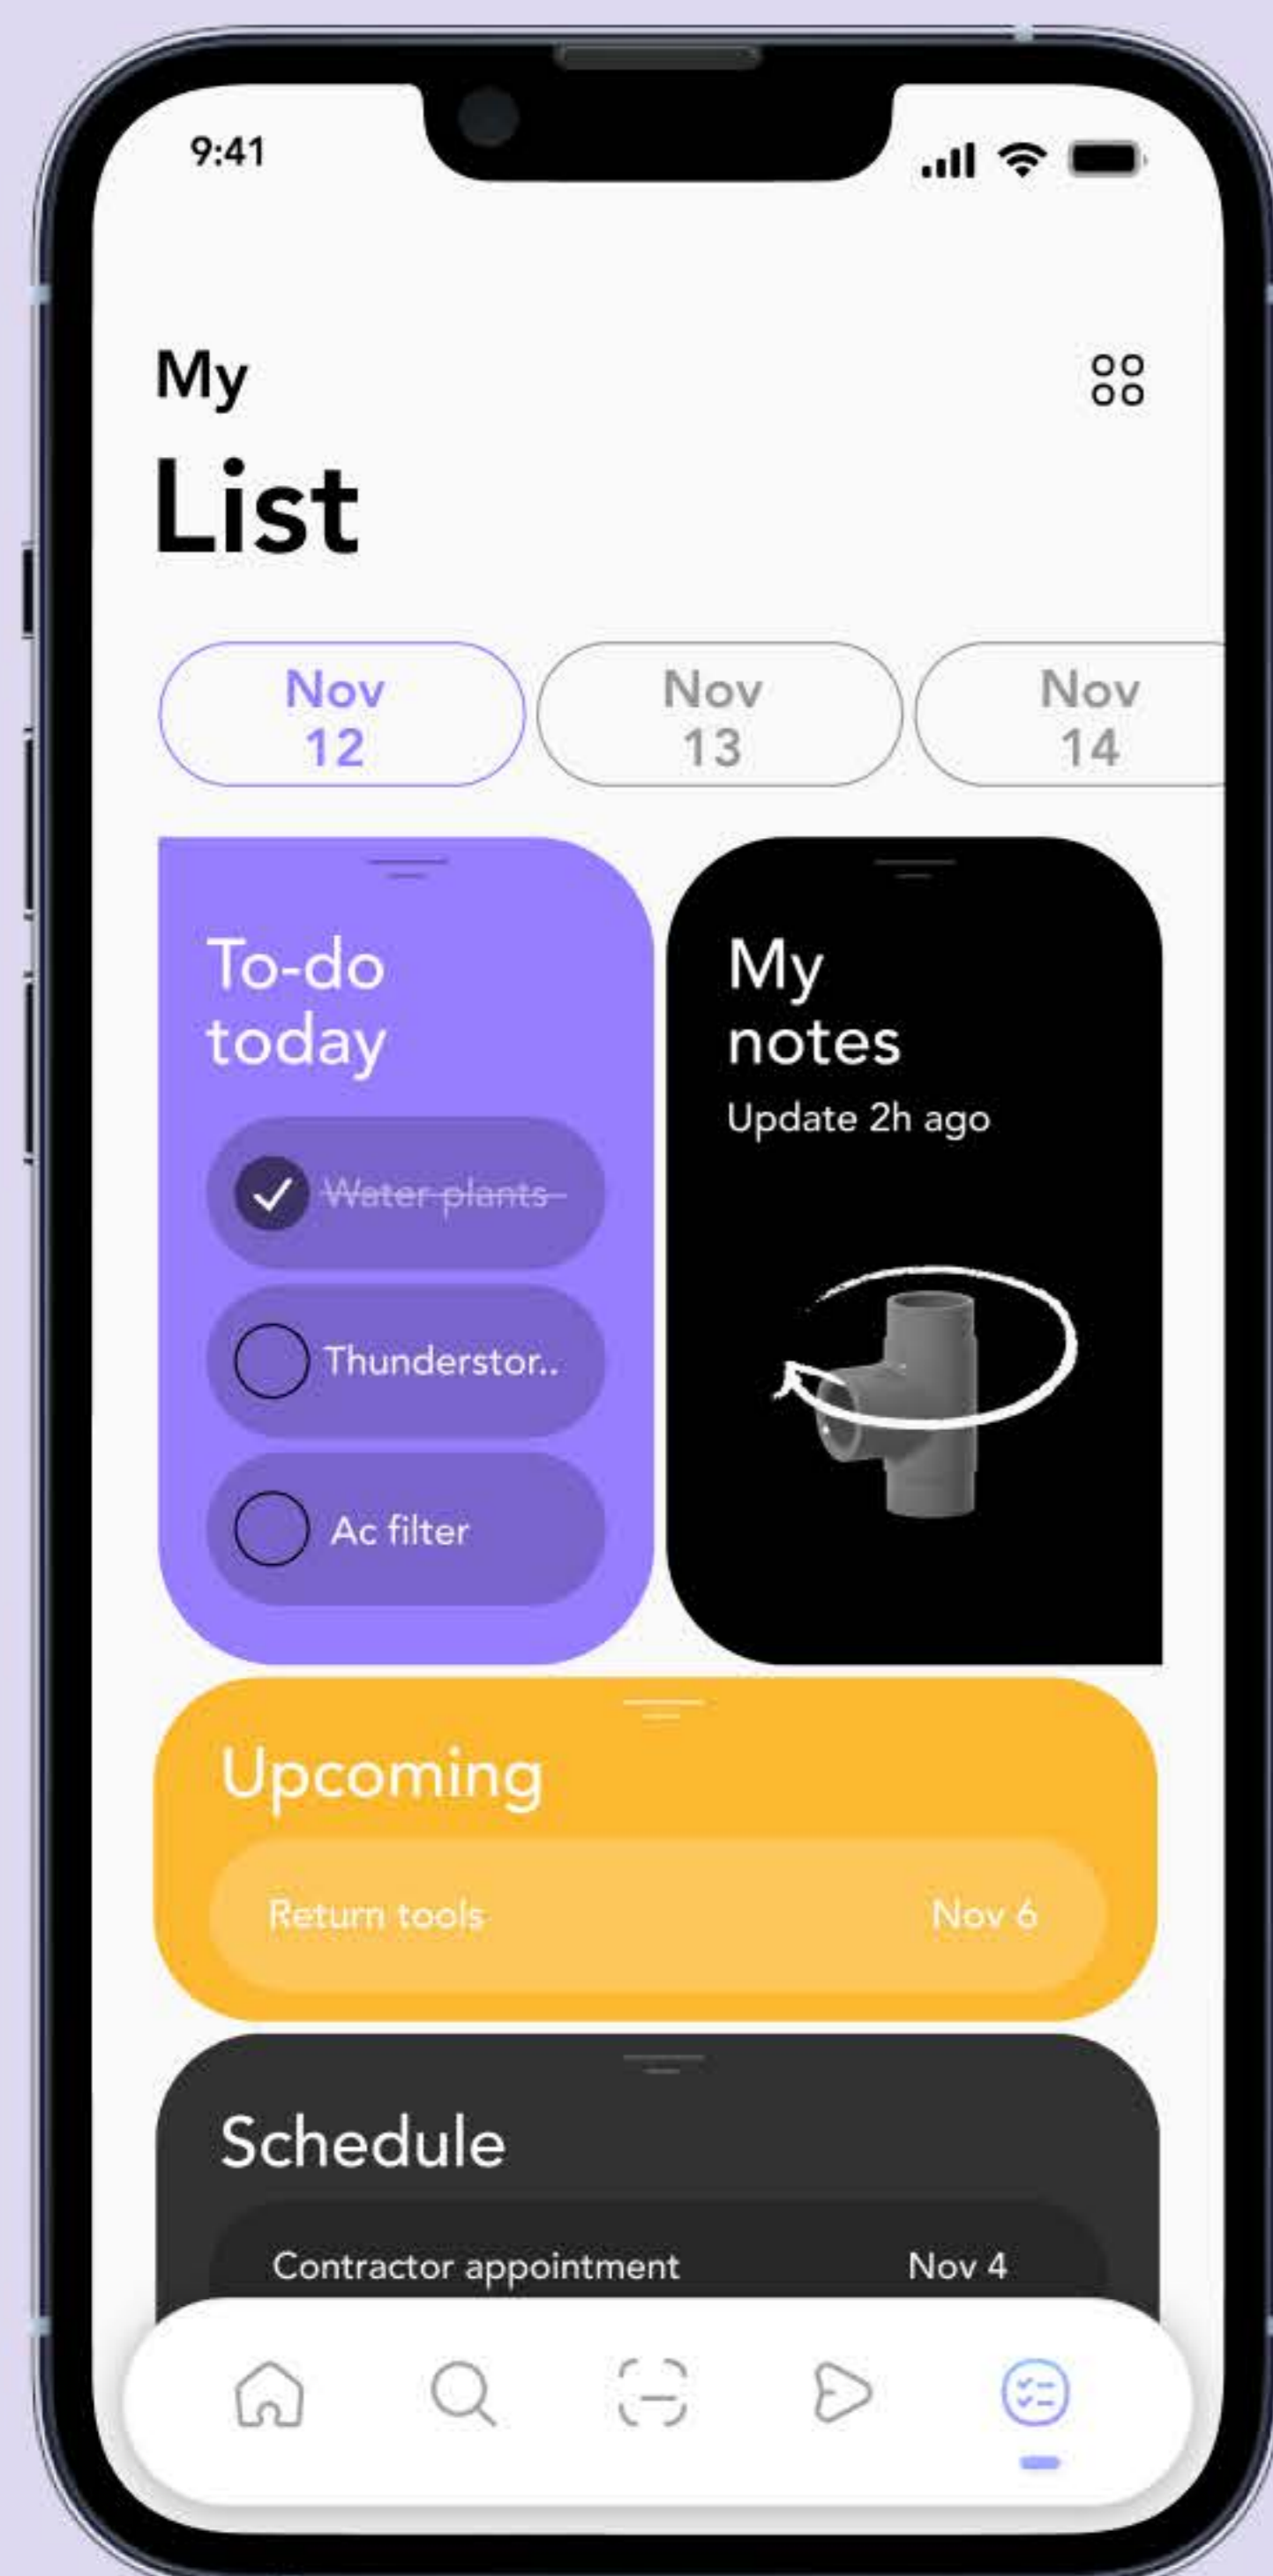 9:41
My
List
Nov
12
Nov
13
Nov
14
To-do
today
Water plants
Thunderstor..
Ac filter
My
notes
Update 2h ago
Upcoming
Return tools Nov 6
Schedule
Contractor appointment Nov 4